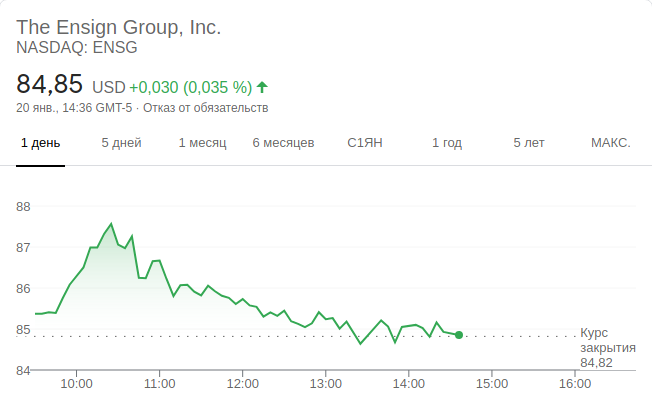 The Ensign Group, Inc.
NASDAQ: ENSG
84,85 USD +0,030 (0,035 %)
20 янв., 14:36 GMT-5 · Отказ от обязательств
1 день 5 дней 1 месяц 6 месяцев С1ЯН 1 год 5 лет МАКС.
88
87
86
85
84
Курс
закрытия
84,82
10:00 11:00 12:00 13:00 14:00 15:00 16:00